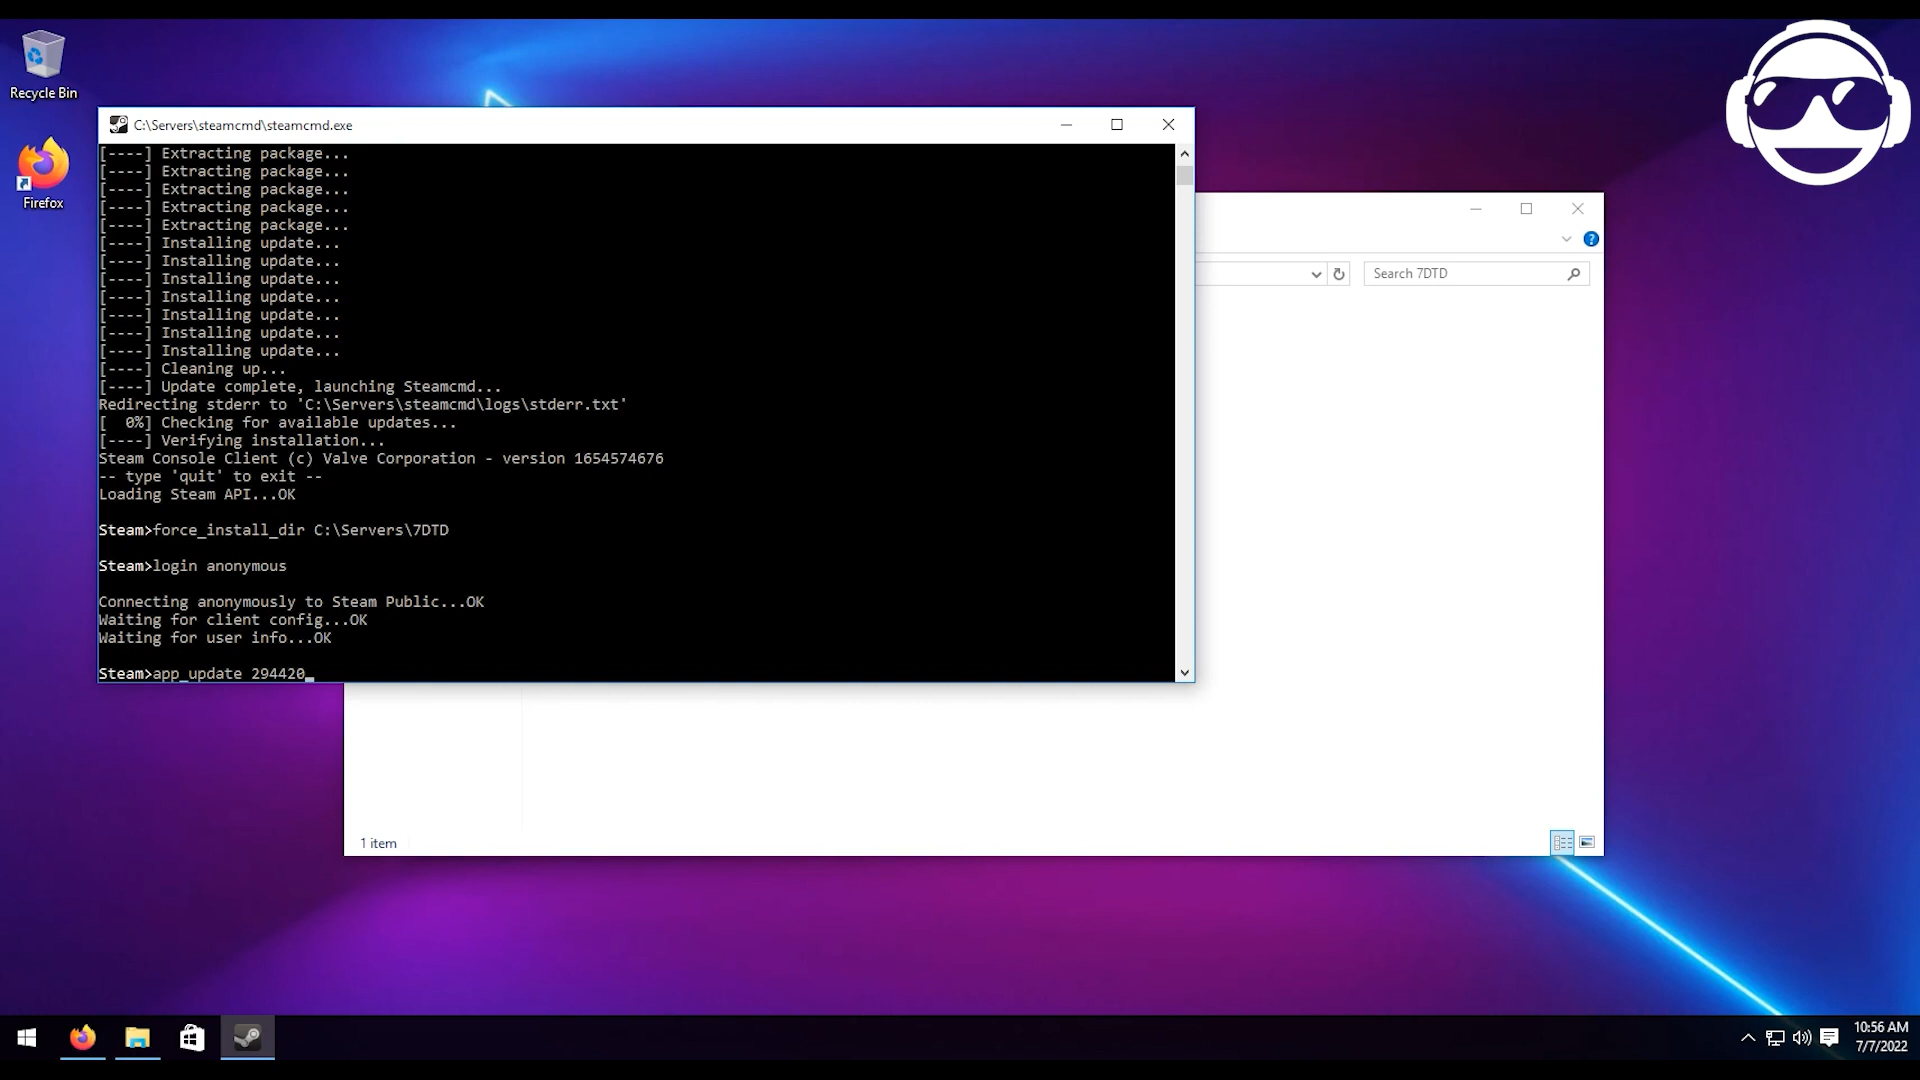 Recycle Bin
Firefox
C:\Servers\steamcmd\steamcmd.exe
[----] Extracting package...
[----] Extracting package...
[----] Extracting package...
[----] Extracting package...
[----] Extracting package...
[----] Installing update...
[----] Installing update...
[----] Installing update...
[----] Installing update...
[----] Installing update...
[----] Installing update...
[----] Installing update...
[----] Cleaning up...
[----] Update complete, launching Steamcmd...
Redirecting stderr to 'C:\Servers\steamcmd\logs\stderr.txt'
[  0%] Checking for available updates...
[----] Verifying installation...
Steam Console Client (c) Valve Corporation - version 1654574676
-- type 'quit' to exit --
Loading Steam API...OK
Steam>force_install_dir C:\Servers\7DTD
Steam>login anonymous
Connecting anonymously to Steam Public...OK
Waiting for client config...OK
Waiting for user info...OK
Steam>app_update 294420_
Search 7DTD
1 item
10:56 AM
7/7/2022